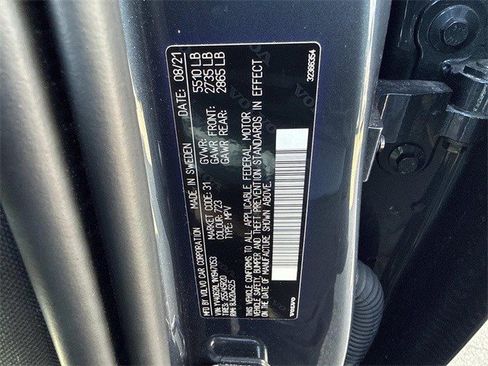 MFD BY VOLVO CAR CORPORATION
MADE IN SWEDEN
DATE: 08/21
GVWR: 5510 LB
GAWR FRONT: 2735 LB
GAWR REAR: 2865 LB
MARKET CODE: 31
COLOUR: 723
TYPE: MPV
THIS VEHICLE CONFORMS TO ALL APPLICABLE FEDERAL MOTOR
VEHICLE SAFETY, BUMPER AND THEFT PREVENTION STANDARDS IN EFFECT
ON THE DATE OF MANUFACTURE SHOWN ABOVE.
32366354
VOLVO